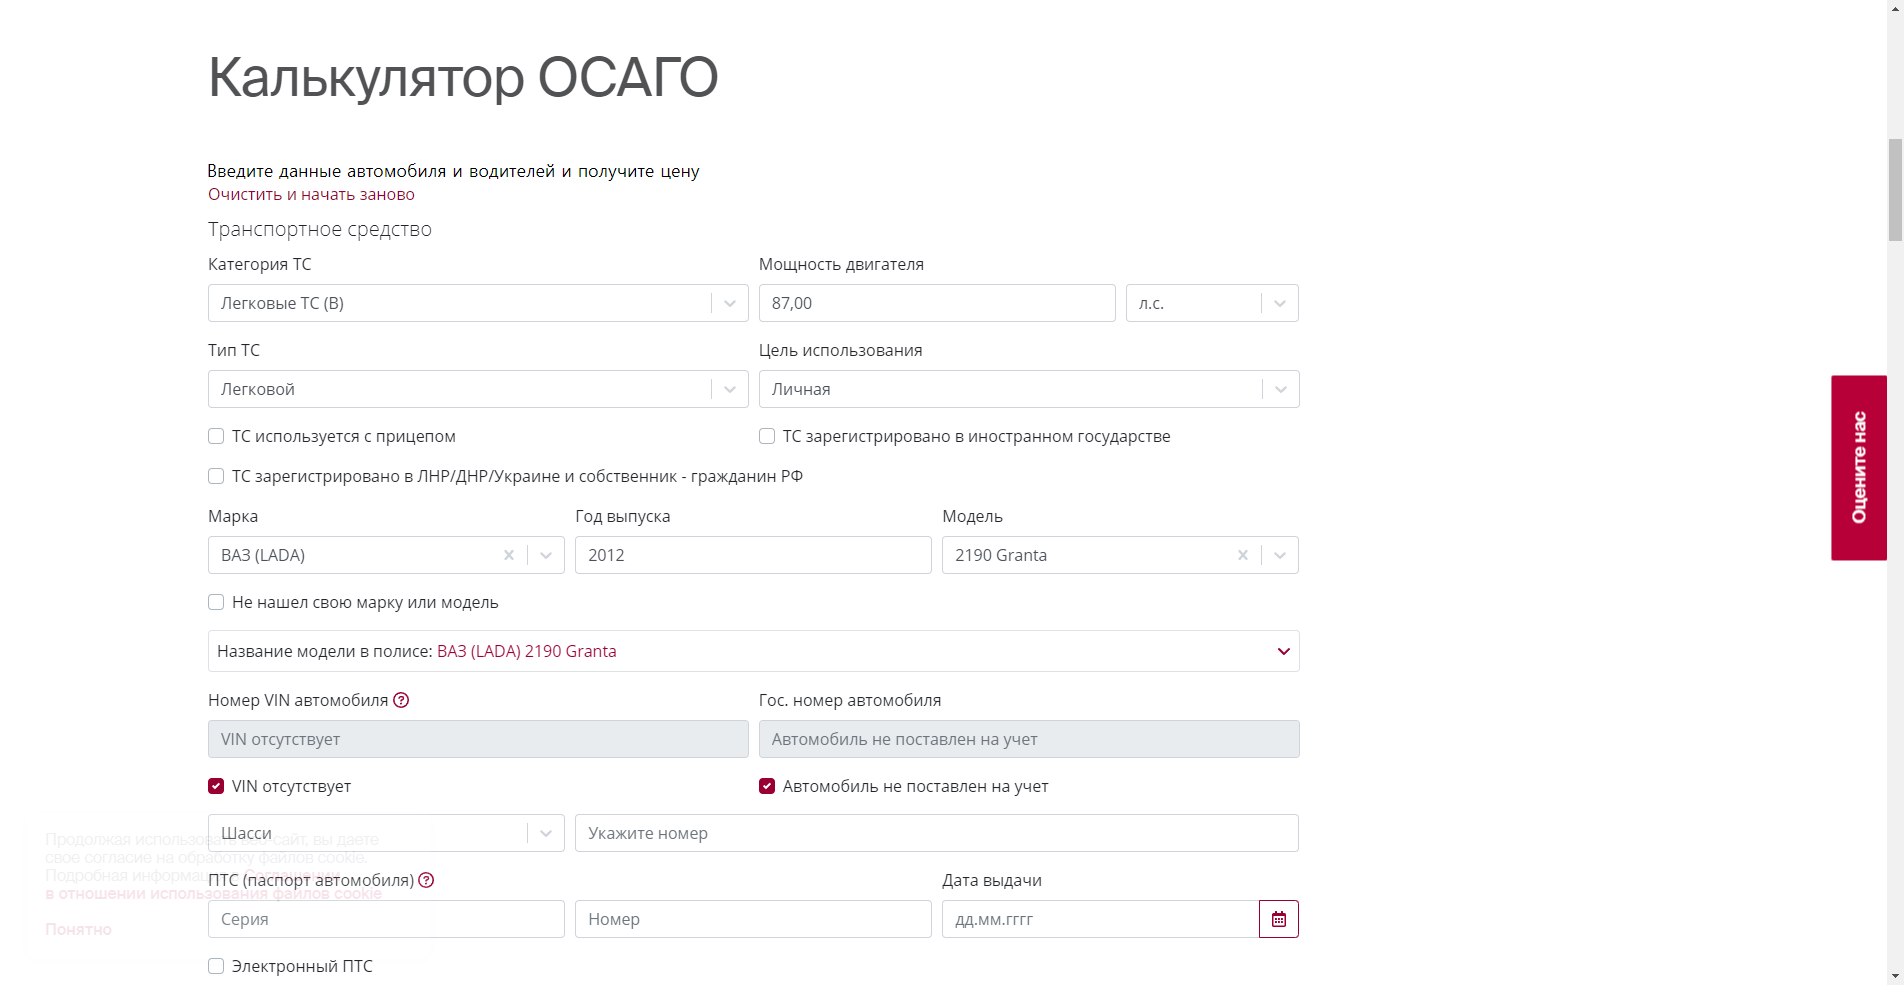 Калькулятор ОСАГО
Введите данные автомобиля и водителей и получите цену
Очистить и начать заново
Транспортное средство
Категория ТС
Мощность двигателя
Легковые ТС (B)
87,00
л.с.
Тип ТС
Цель использования
Легковой
Личная
ТС используется с прицепом
ТС зарегистрировано в иностранном государстве
ТС зарегистрировано в ЛНР/ДНР/Украине и собственник - гражданин РФ
Марка
Год выпуска
Модель
ВАЗ (LADA)
2012
2190 Granta
Не нашел свою марку или модель
Название модели в полисе: ВАЗ (LADA) 2190 Granta
Номер VIN автомобиля
Гос. номер автомобиля
VIN отсутствует
Автомобиль не поставлен на учет
VIN отсутствует
Автомобиль не поставлен на учет
Шасси
Укажите номер
ПТС (паспорт автомобиля)
Дата выдачи
Серия
Номер
дд.мм.гггг
Электронный ПТС
Продолжая использовать веб-сайт, вы даете
свое согласие на обработку файлов cookie.
Подробная информация в Соглашении
в отношении использования файлов cookie
Понятно
Оцените нас